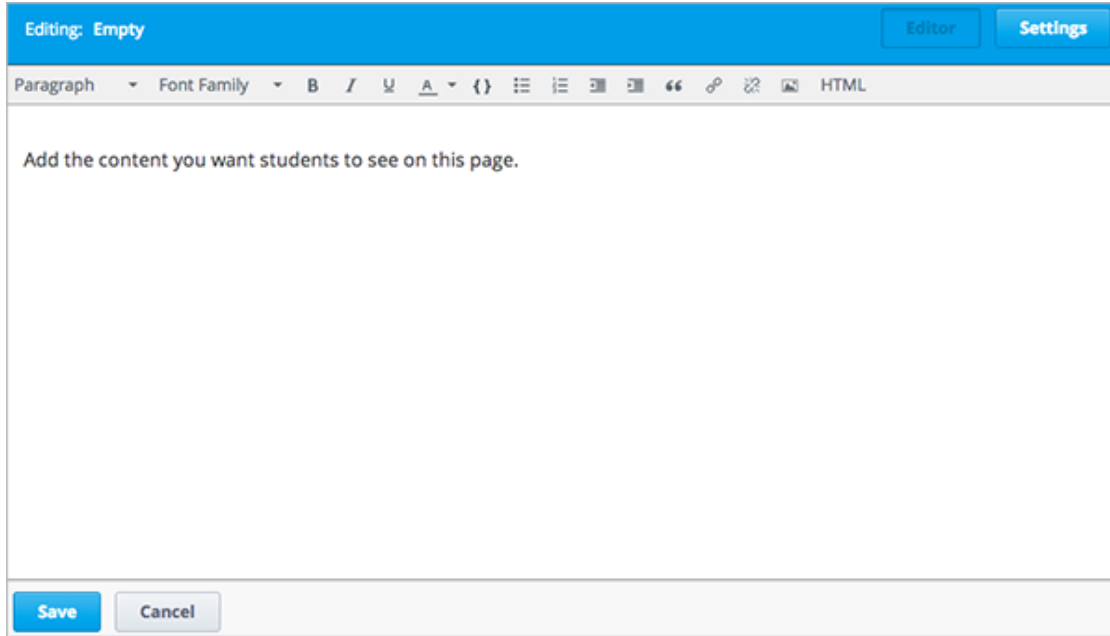 Editing: Empty Editor Settings
Paragraph Font Family B I U A {} 66 HTML
Add the content you want students to see on this page.
Save Cancel